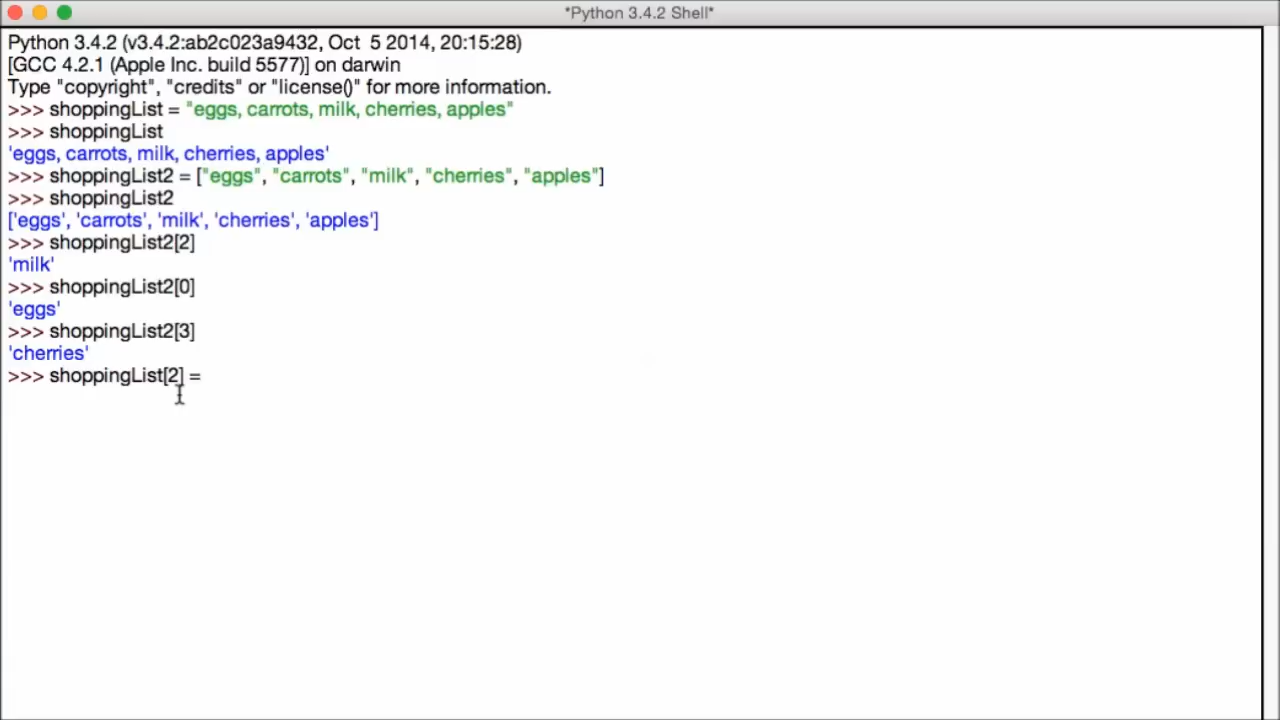 *Python 3.4.2 Shell*
Python 3.4.2 (v3.4.2:ab2c023a9432, Oct  5 2014, 20:15:28)
[GCC 4.2.1 (Apple Inc. build 5577)] on darwin
Type "copyright", "credits" or "license()" for more information.
>>> shoppingList = "eggs, carrots, milk, cherries, apples"
>>> shoppingList
'eggs, carrots, milk, cherries, apples'
>>> shoppingList2 = ["eggs", "carrots", "milk", "cherries", "apples"]
>>> shoppingList2
['eggs', 'carrots', 'milk', 'cherries', 'apples']
>>> shoppingList2[2]
'milk'
>>> shoppingList2[0]
'eggs'
>>> shoppingList2[3]
'cherries'
>>> shoppingList[2] =